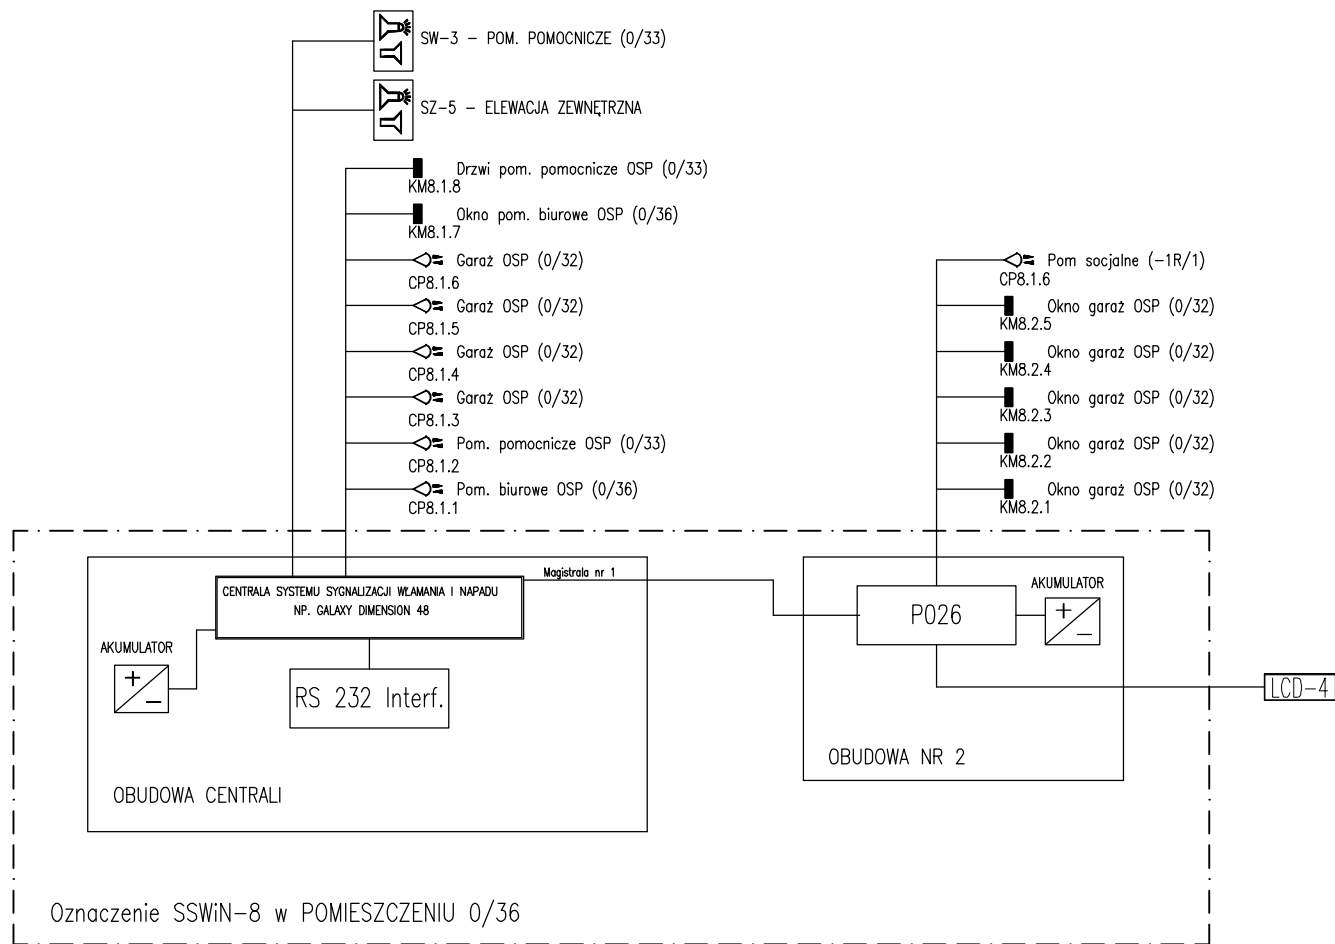 SW-3 - POM. POMOCNICZE (0/33)
SZ-5 - ELEWACJA ZEWNĘTRZNA
Drzwi pom. pomocnicze OSP (0/33)
KM8.1.8
Okno pom. biurowe OSP (0/36)
KM8.1.7
Garaż OSP (0/32)
CP8.1.6
Garaż OSP (0/32)
CP8.1.5
Garaż OSP (0/32)
CP8.1.4
Garaż OSP (0/32)
CP8.1.3
Pom. pomocnicze OSP (0/33)
CP8.1.2
Pom. biurowe OSP (0/36)
CP8.1.1
Pom socjalne (-1R/1)
CP8.1.6
Okno garaż OSP (0/32)
KM8.2.5
Okno garaż OSP (0/32)
KM8.2.4
Okno garaż OSP (0/32)
KM8.2.3
Okno garaż OSP (0/32)
KM8.2.2
Okno garaż OSP (0/32)
KM8.2.1
Magistrala nr 1
CENTRALA SYSTEMU SYGNALIZACJI WŁAMANIA I NAPADU
NP. GALAXY DIMENSION 48
AKUMULATOR
RS 232 Interf.
OBUDOWA CENTRALI
P026
AKUMULATOR
OBUDOWA NR 2
LCD-4
Oznaczenie SSWiN-8 w POMIESZCZENIU 0/36